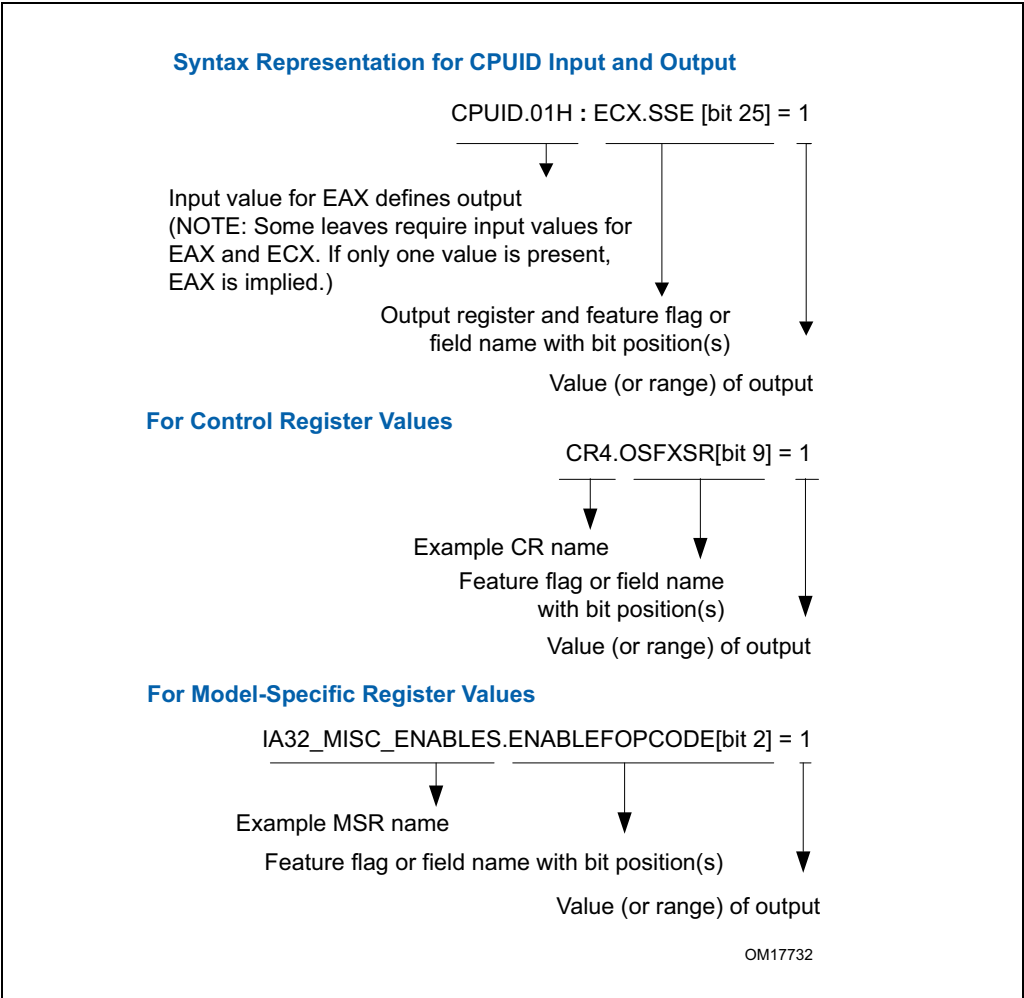 Syntax Representation for CPUID Input and Output
CPUID.01H : ECX.SSE [bit 25] = 1
Input value for EAX defines output
(NOTE: Some leaves require input values for
EAX and ECX. If only one value is present,
EAX is implied.)
Output register and feature flag or
field name with bit position(s)
Value (or range) of output
For Control Register Values
CR4.OSFXSR[bit 9] = 1
Example CR name
Feature flag or field name
with bit position(s)
Value (or range) of output
For Model-Specific Register Values
IA32_MISC_ENABLES.ENABLEFOPCODE[bit 2] = 1
Example MSR name
Feature flag or field name with bit position(s)
Value (or range) of output
OM17732